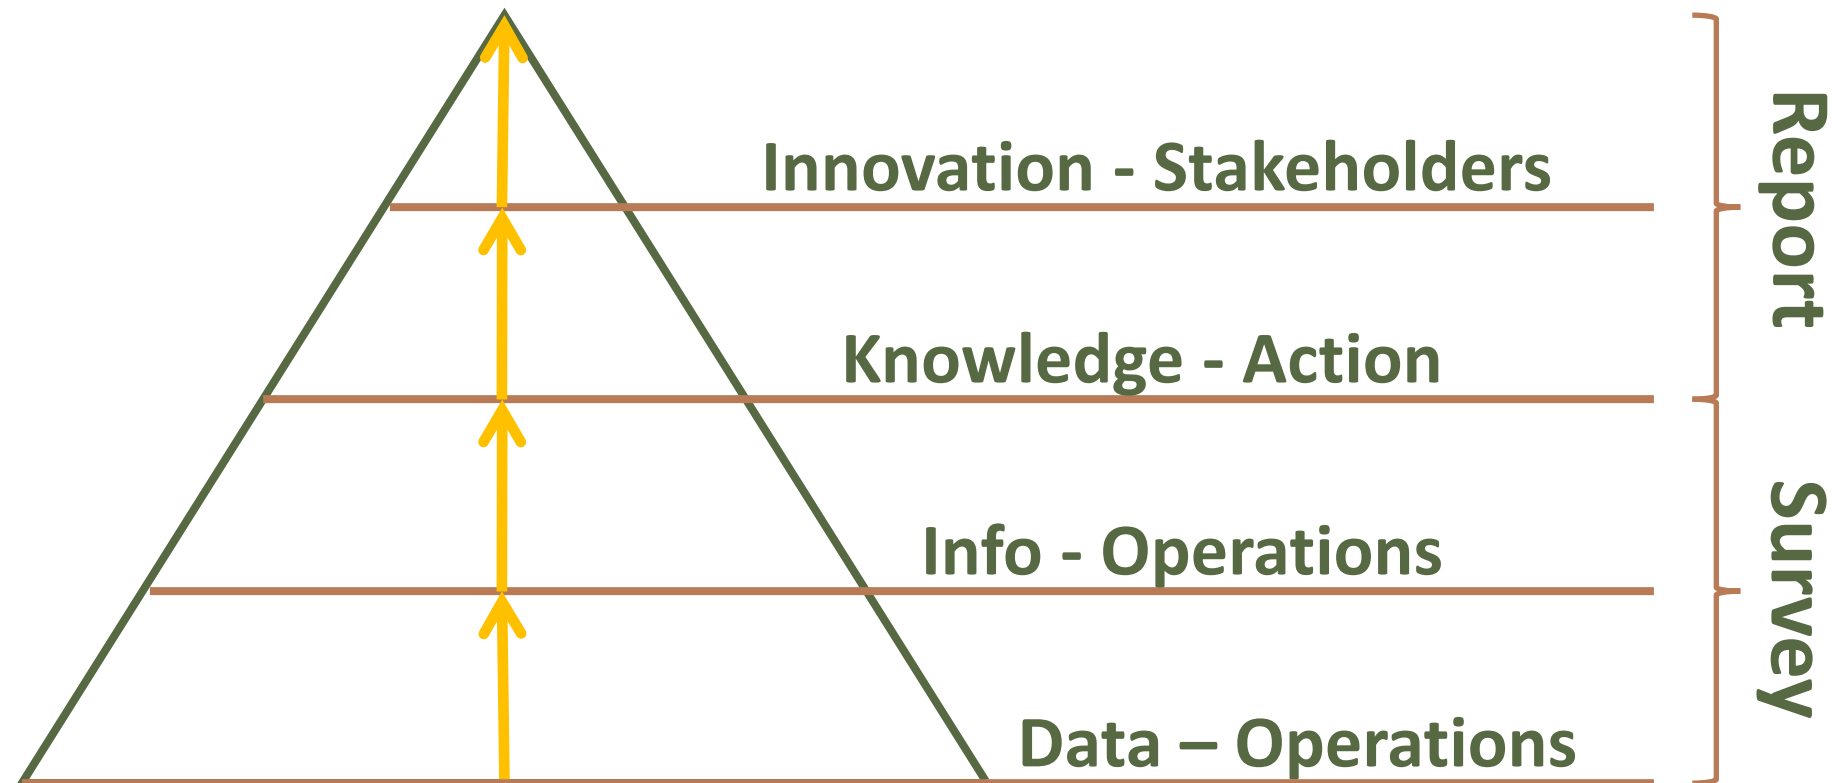 Innovation - Stakeholders
Knowledge - Action
Info - Operations
Data – Operations
Report
Survey